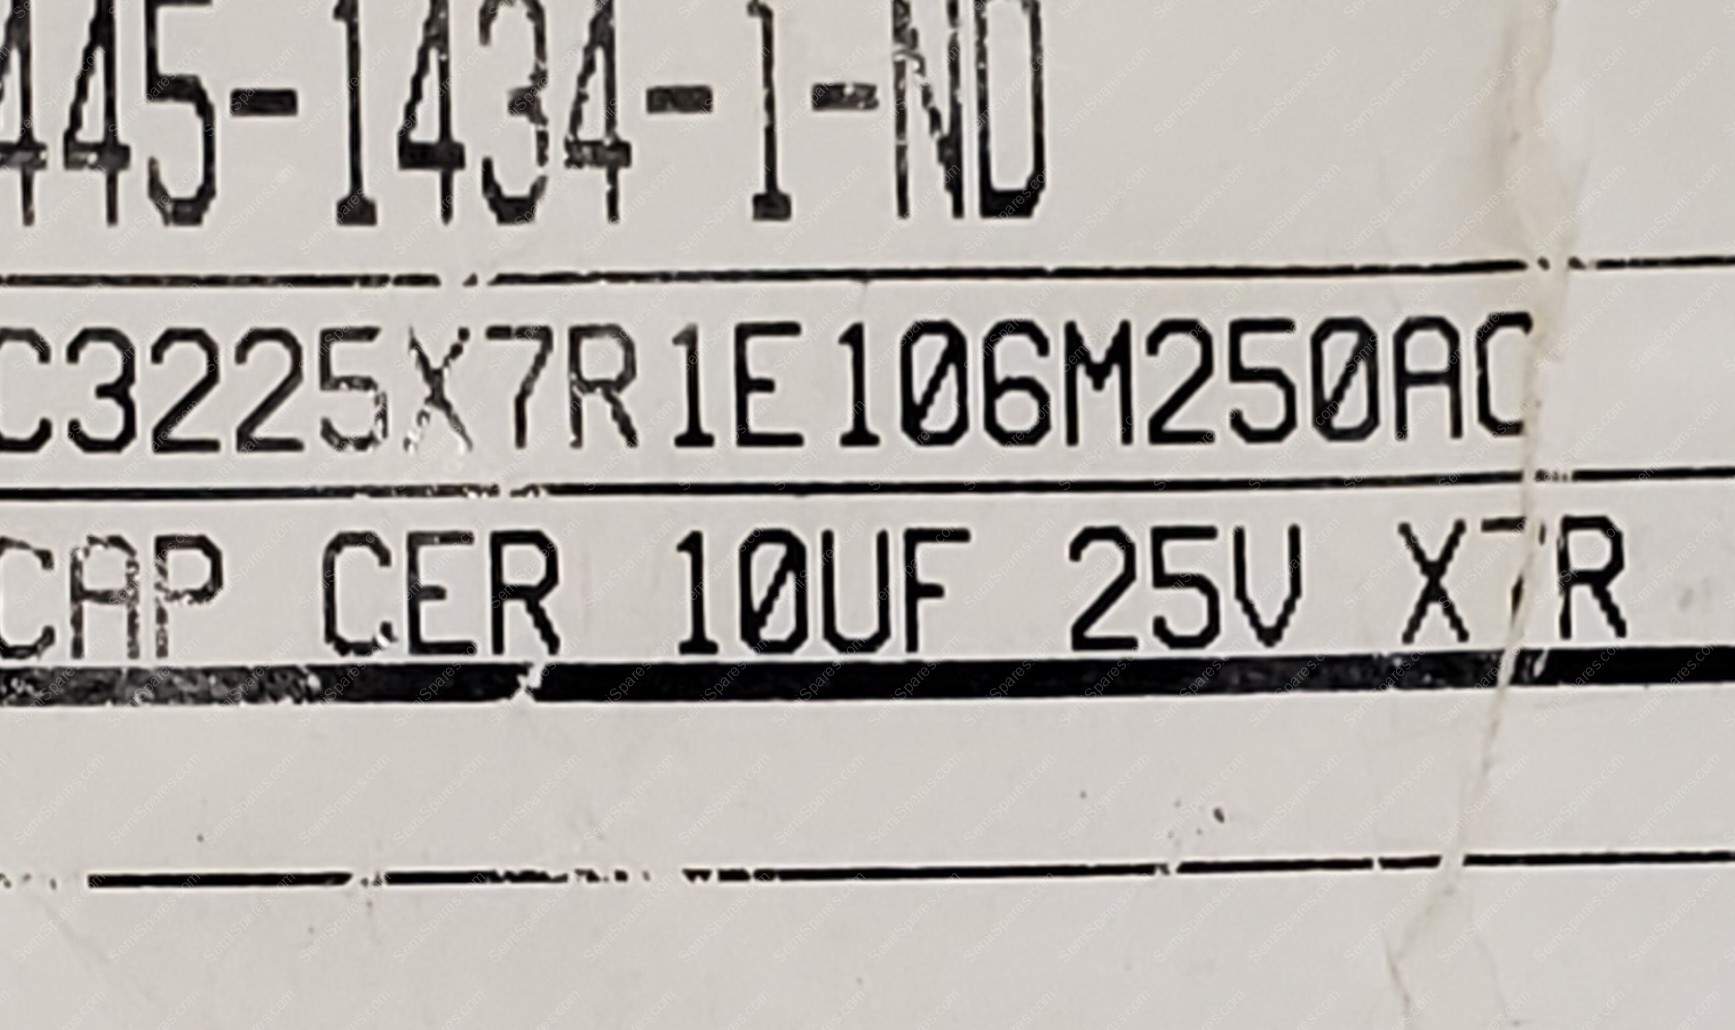 445-1434-1-ND
C3225X7R1E106M250AC
CAP CER 10UF 25V X7R